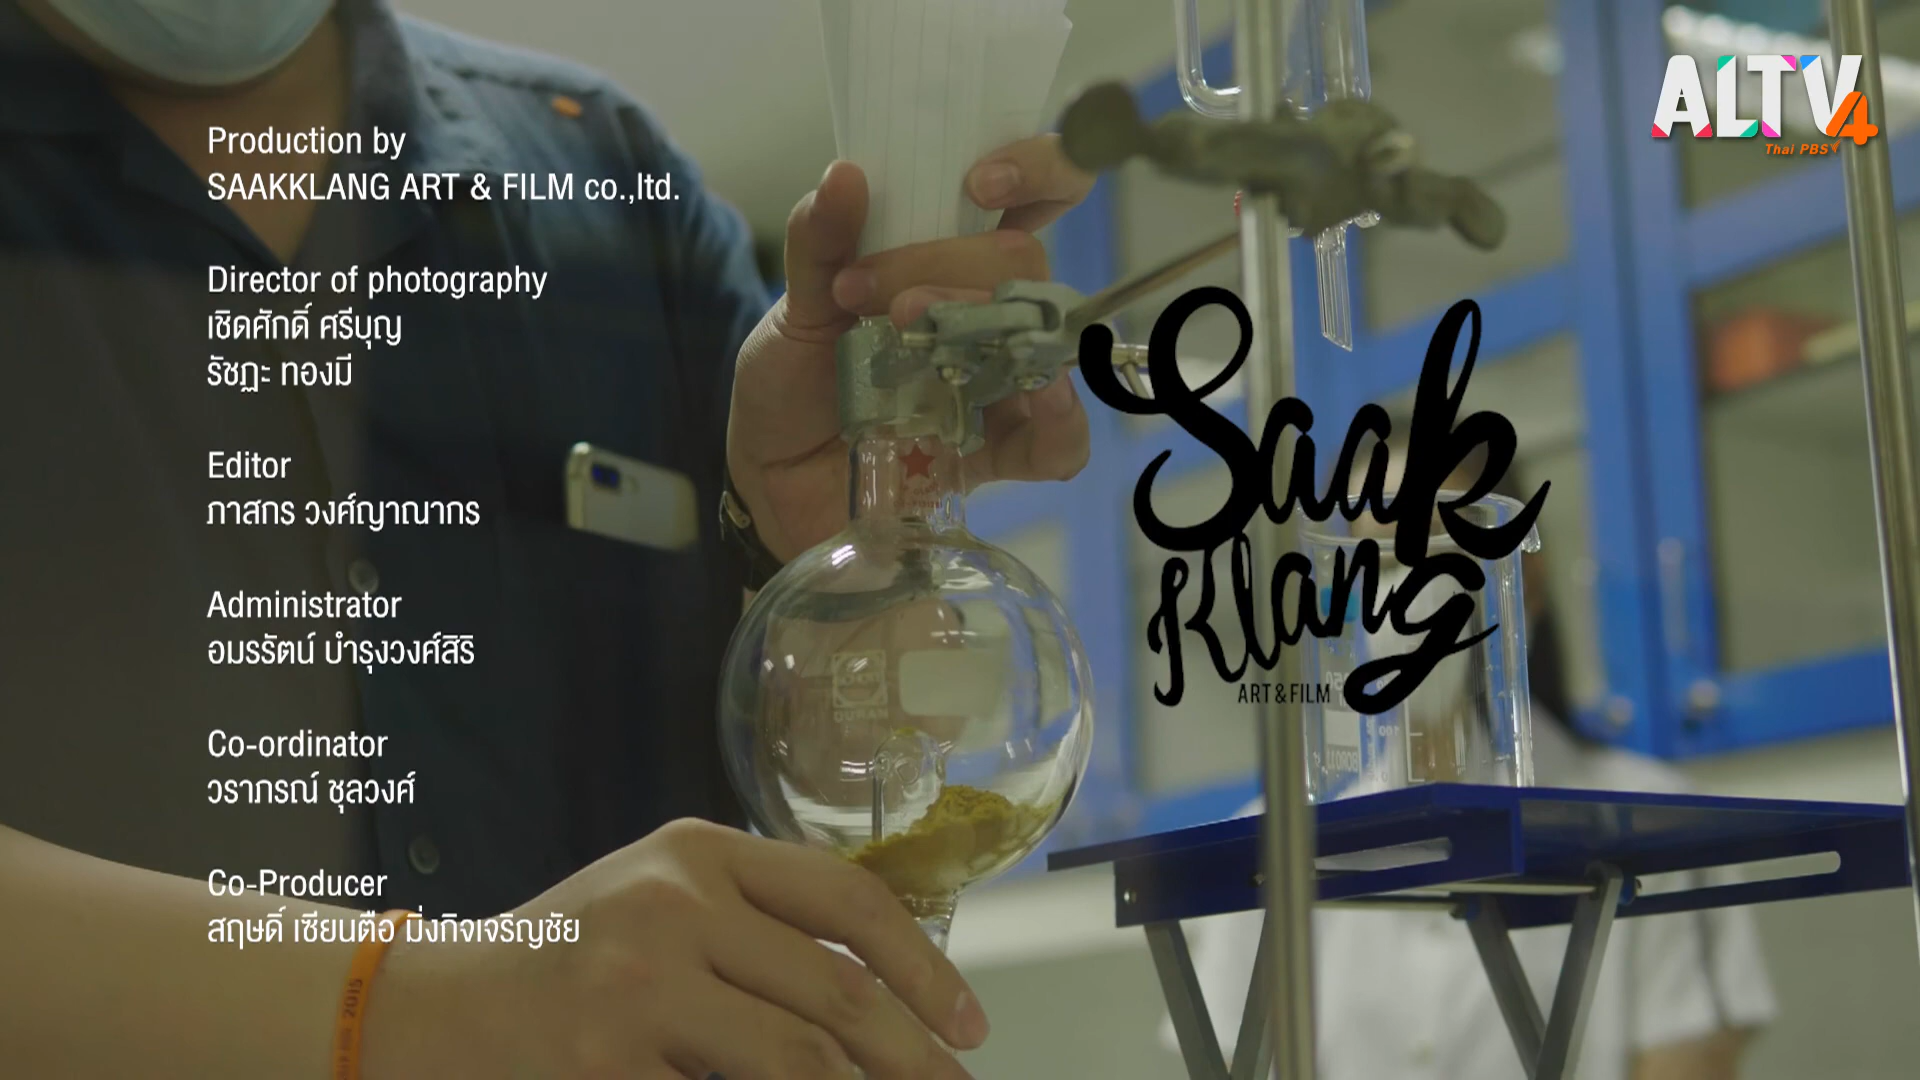 Production by
SAAKKLANG ART & FILM co.,ltd.
Director of photography
เชิดศักดิ์ ศรีบุญ
รัชฏะ ทองมี
Editor
ภาสกร วงศ์ญาณากร
Administrator
อมรรัตน์ บำรุงวงศ์สิริ
Co-ordinator
วราภรณ์ ชุลวงศ์
Co-Producer
สฤษดิ์ เซียนตือ มิ่งกิจเจริญชัย
ALTV4
Thai PBS
Saak
Klang
ART & FILM
2015